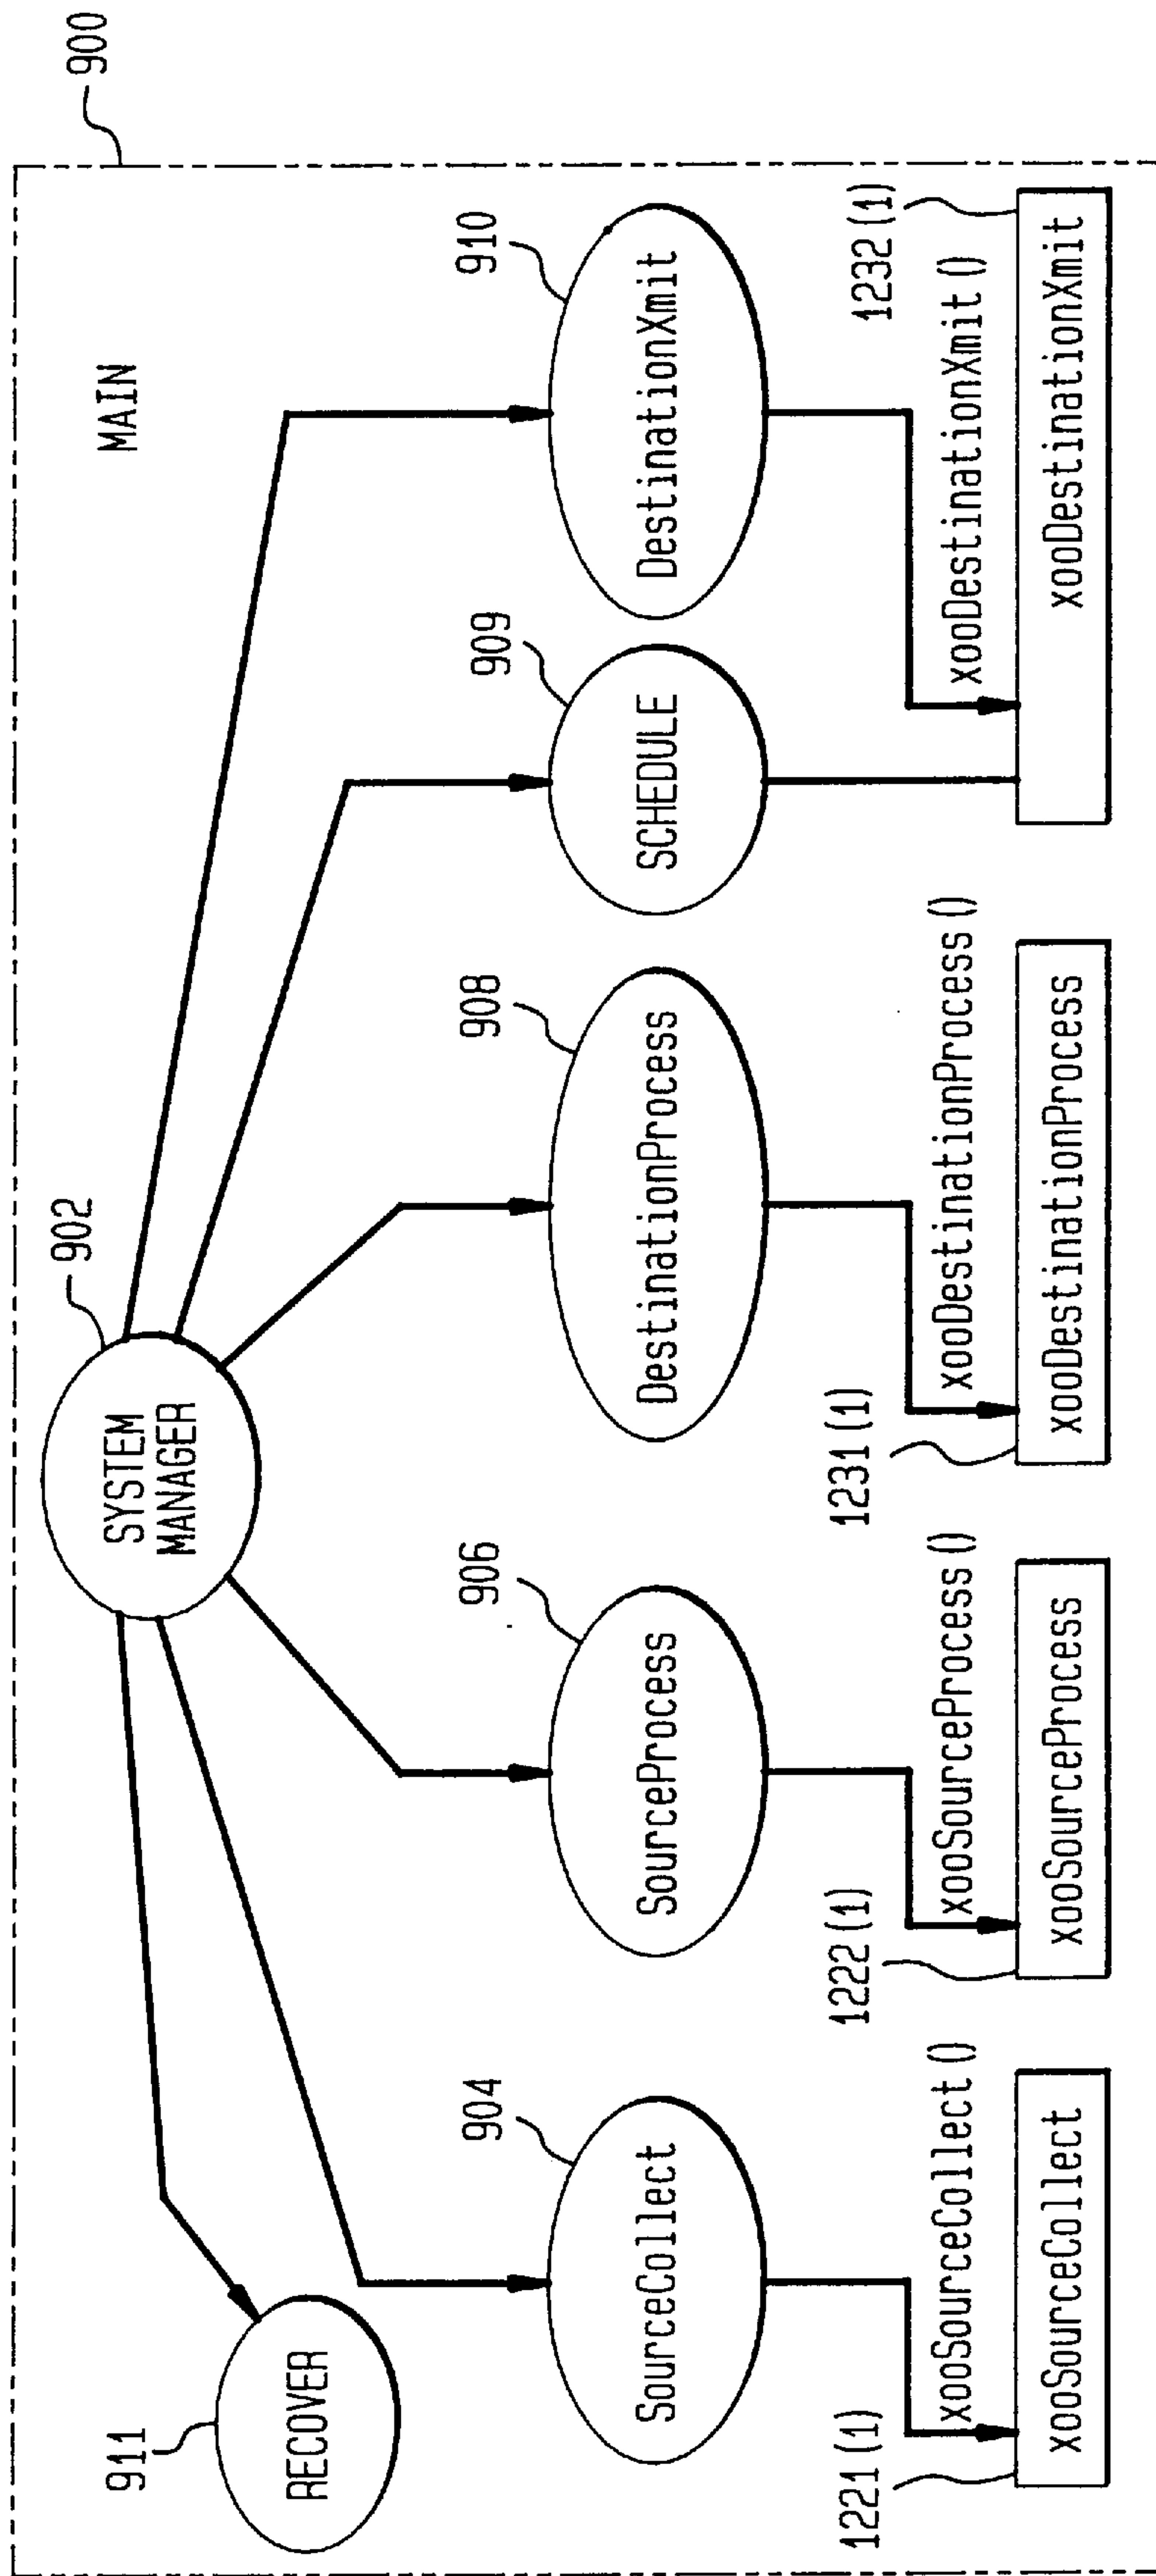 900
MAIN
902
SYSTEM
MANAGER
911
RECOVER
904
SourceCollect
906
SourceProcess
908
DestinationProcess
909
SCHEDULE
910
DestinationXmit
1221 (1)
xooSourceCollect ()
xooSourceCollect
1222 (1)
xooSourceProcess ()
xooSourceProcess
1231 (1)
xooDestinationProcess ()
xooDestinationProcess
1232 (1)
xooDestinationXmit ()
xooDestinationXmit